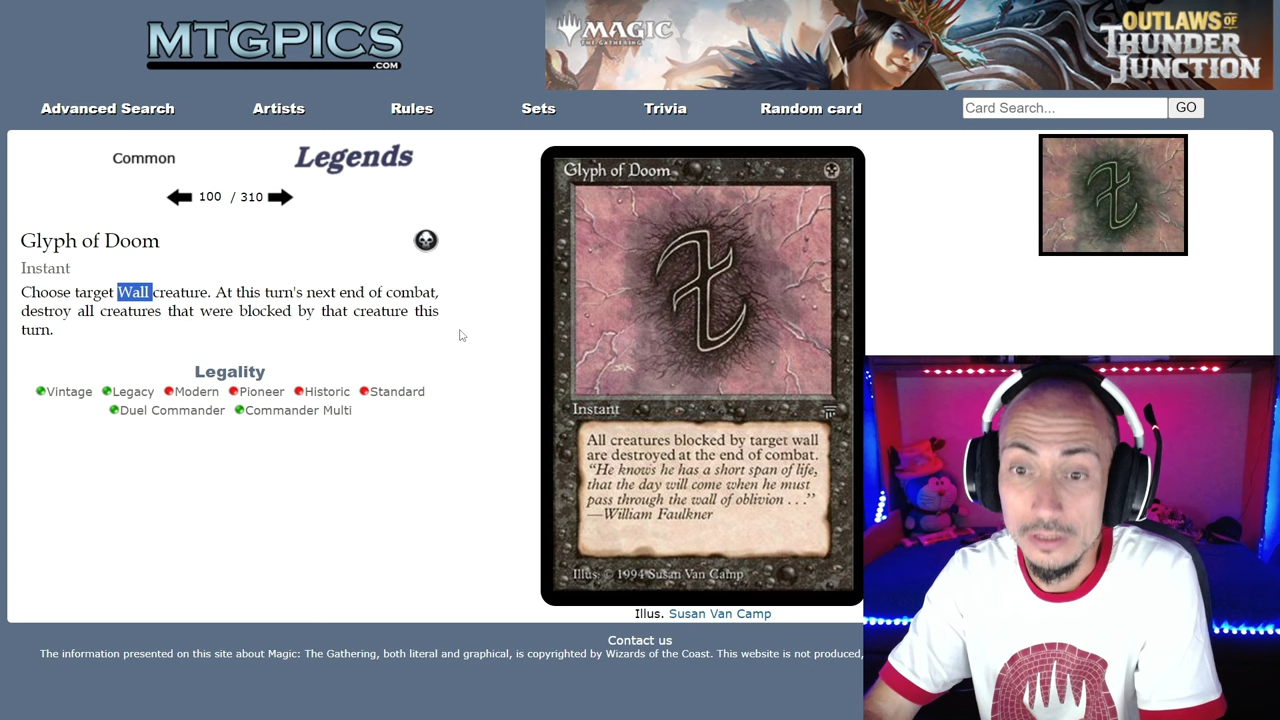 MTGPICS
.COM
MAGIC
THE GATHERING
OUTLAWS OF
THUNDER
JUNCTION
Advanced Search Artists Rules Sets Trivia Random card Card Search... GO
Common Legends
100 / 310
Glyph of Doom
Instant
Choose target Wall creature. At this turn's next end of combat,
destroy all creatures that were blocked by that creature this
turn.
Legality
Vintage Legacy Modern Pioneer Historic Standard
Duel Commander Commander Multi
Glyph of Doom
Instant
All creatures blocked by target wall
are destroyed at the end of combat.
“He knows he has a short span of life,
that the day will come when he must
pass through the wall of oblivion . . .”
—William Faulkner
Illus. © 1994 Susan Van Camp
Illus. Susan Van Camp
Contact us
The information presented on this site about Magic: The Gathering, both literal and graphical, is copyrighted by Wizards of the Coast. This website is not produced,